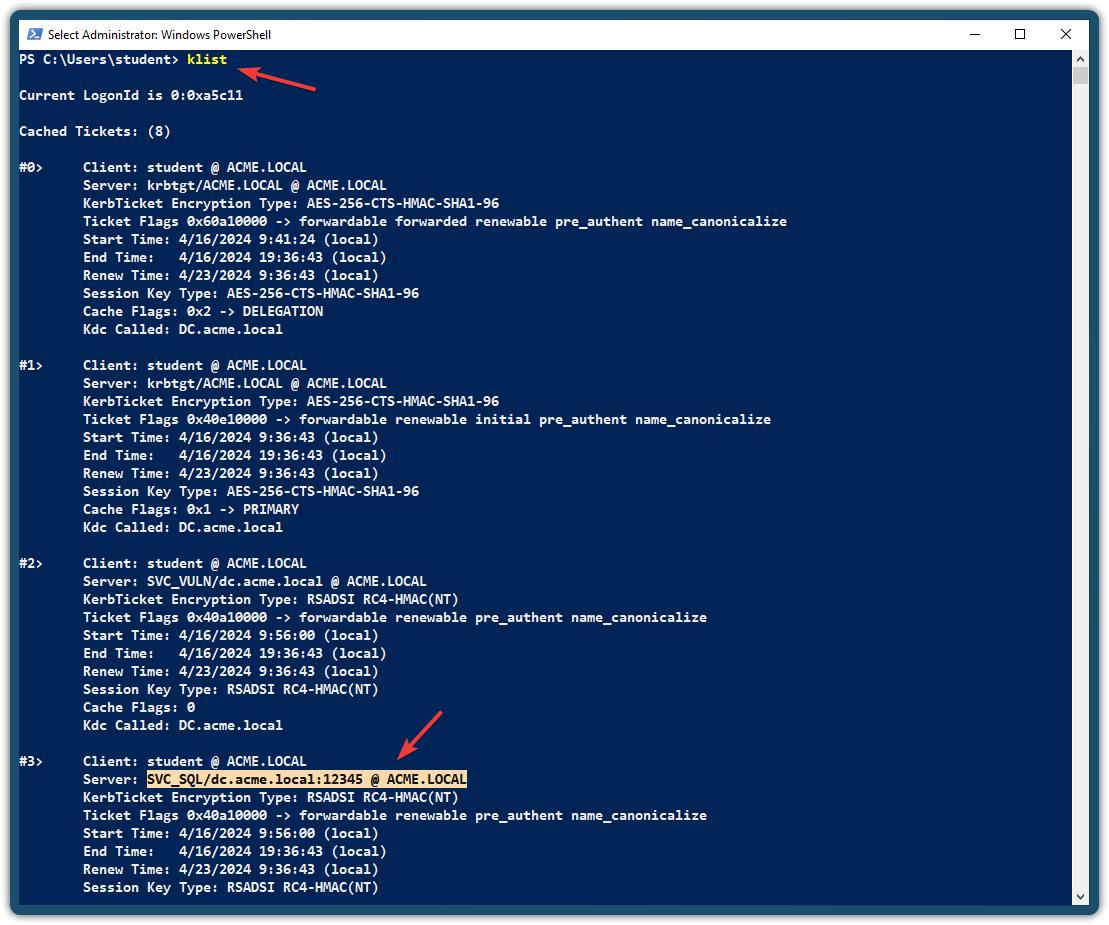 Select Administrator: Windows PowerShell
PS C:\Users\student> klist
Current LogonId is 0:0xa5c11
Cached Tickets: (8)
#0>     Client: student @ ACME.LOCAL
        Server: krbtgt/ACME.LOCAL @ ACME.LOCAL
        KerbTicket Encryption Type: AES-256-CTS-HMAC-SHA1-96
        Ticket Flags 0x60a10000 -> forwardable forwarded renewable pre_authent name_canonicalize
        Start Time: 4/16/2024 9:41:24 (local)
        End Time:   4/16/2024 19:36:43 (local)
        Renew Time: 4/23/2024 9:36:43 (local)
        Session Key Type: AES-256-CTS-HMAC-SHA1-96
        Cache Flags: 0x2 -> DELEGATION
        Kdc Called: DC.acme.local
#1>     Client: student @ ACME.LOCAL
        Server: krbtgt/ACME.LOCAL @ ACME.LOCAL
        KerbTicket Encryption Type: AES-256-CTS-HMAC-SHA1-96
        Ticket Flags 0x40e10000 -> forwardable renewable initial pre_authent name_canonicalize
        Start Time: 4/16/2024 9:36:43 (local)
        End Time:   4/16/2024 19:36:43 (local)
        Renew Time: 4/23/2024 9:36:43 (local)
        Session Key Type: AES-256-CTS-HMAC-SHA1-96
        Cache Flags: 0x1 -> PRIMARY
        Kdc Called: DC.acme.local
#2>     Client: student @ ACME.LOCAL
        Server: SVC_VULN/dc.acme.local @ ACME.LOCAL
        KerbTicket Encryption Type: RSADSI RC4-HMAC(NT)
        Ticket Flags 0x40a10000 -> forwardable renewable pre_authent name_canonicalize
        Start Time: 4/16/2024 9:56:00 (local)
        End Time:   4/16/2024 19:36:43 (local)
        Renew Time: 4/23/2024 9:36:43 (local)
        Session Key Type: RSADSI RC4-HMAC(NT)
        Cache Flags: 0
        Kdc Called: DC.acme.local
#3>     Client: student @ ACME.LOCAL
        Server: SVC_SQL/dc.acme.local:12345 @ ACME.LOCAL
        KerbTicket Encryption Type: RSADSI RC4-HMAC(NT)
        Ticket Flags 0x40a10000 -> forwardable renewable pre_authent name_canonicalize
        Start Time: 4/16/2024 9:56:00 (local)
        End Time:   4/16/2024 19:36:43 (local)
        Renew Time: 4/23/2024 9:36:43 (local)
        Session Key Type: RSADSI RC4-HMAC(NT)